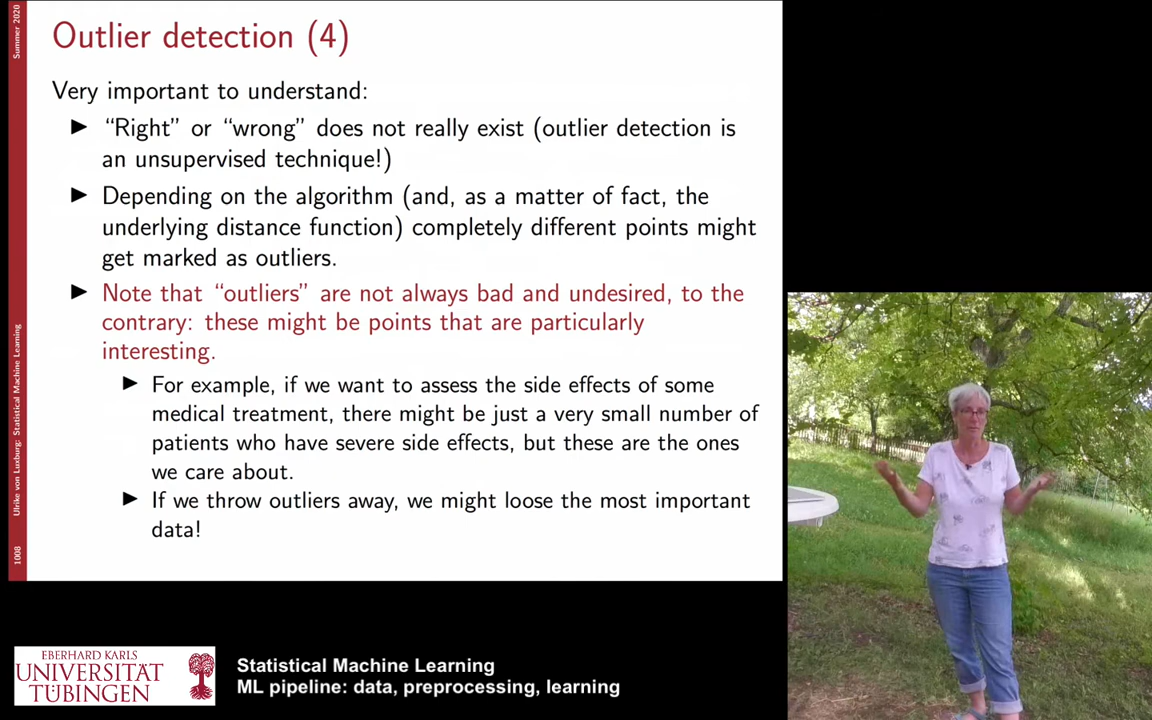 Outlier detection (4)
Very important to understand:
▶ “Right” or “wrong” does not really exist (outlier detection is
an unsupervised technique!)
▶ Depending on the algorithm (and, as a matter of fact, the
underlying distance function) completely different points might
get marked as outliers.
▶ Note that “outliers” are not always bad and undesired, to the
contrary: these might be points that are particularly
interesting.
▶ For example, if we want to assess the side effects of some
medical treatment, there might be just a very small number of
patients who have severe side effects, but these are the ones
we care about.
▶ If we throw outliers away, we might loose the most important
data!
Summer 2020
Ulrike von Luxburg: Statistical Machine Learning
1008
EBERHARD KARLS
UNIVERSITÄT
TÜBINGEN
Statistical Machine Learning
ML pipeline: data, preprocessing, learning